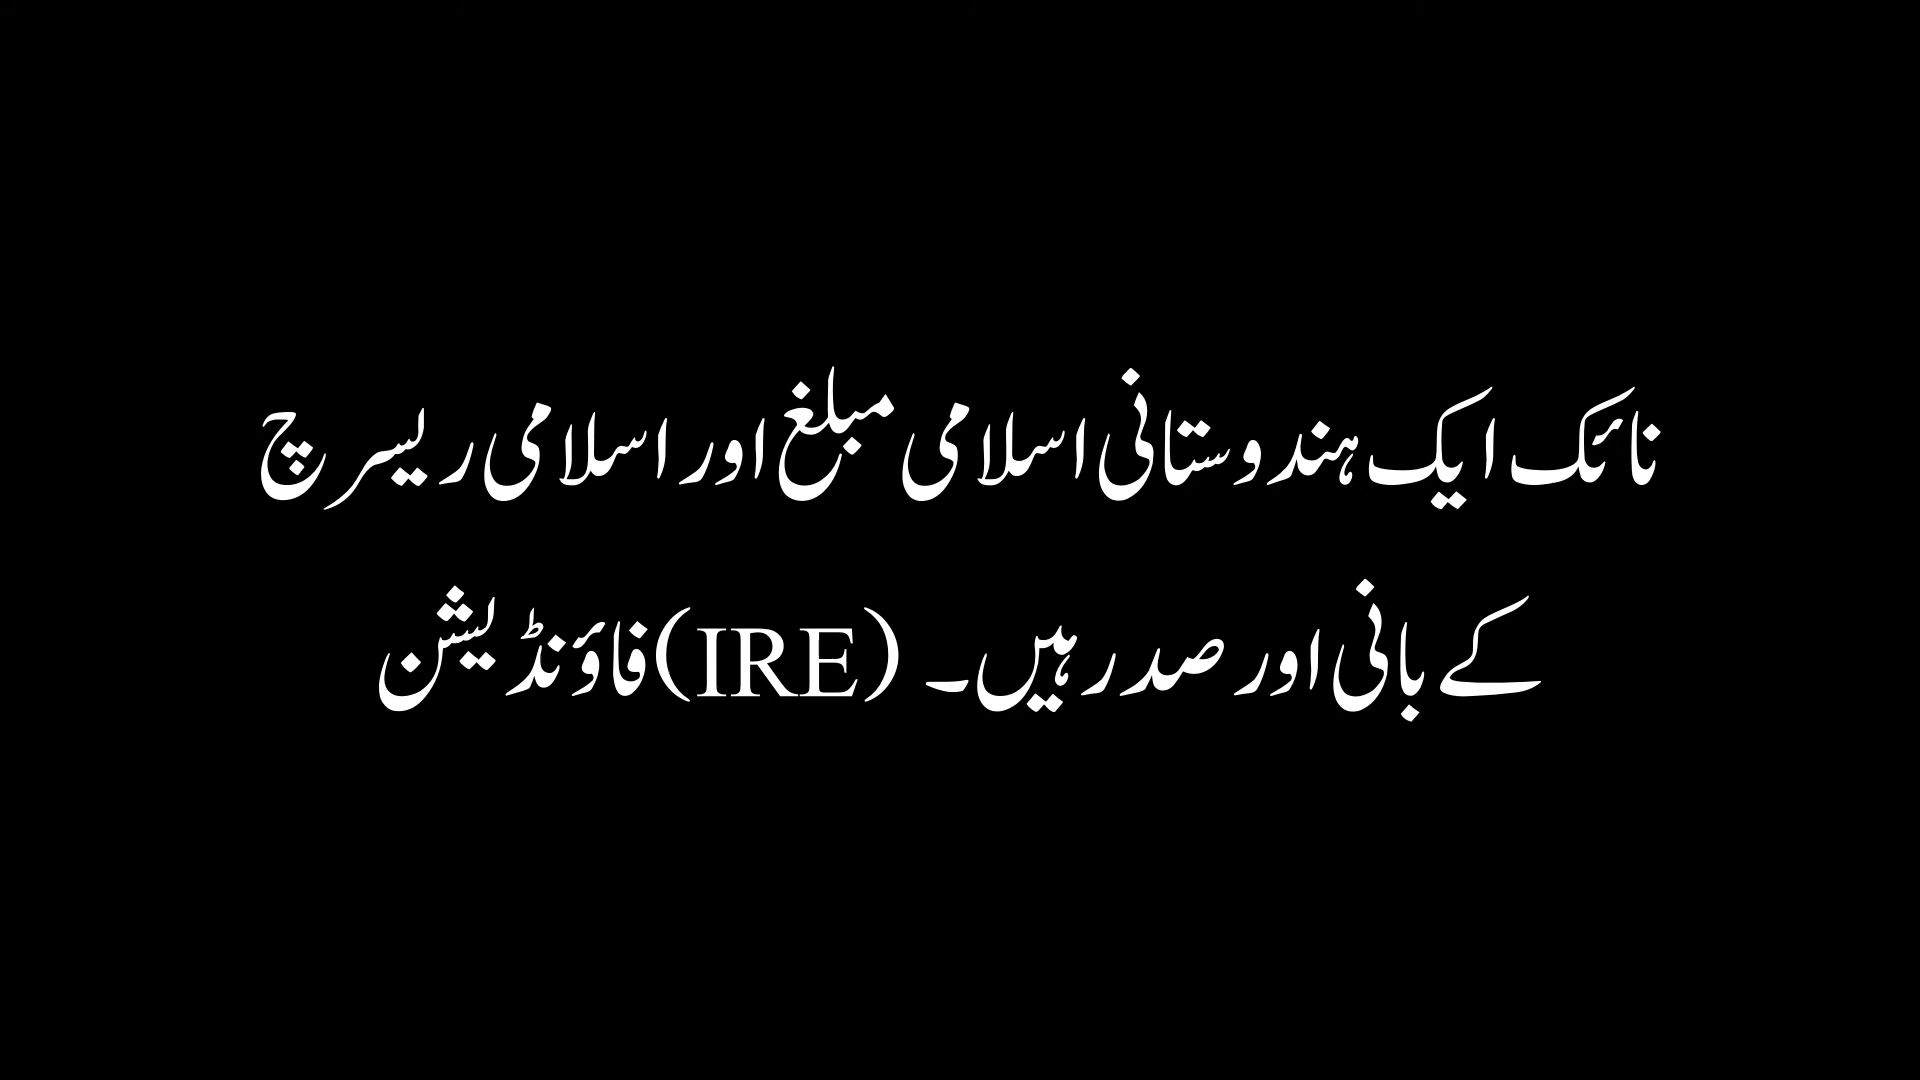 نائک ایک ہندوستانی اسلامی مبلغ اور اسلامی ریسرچ
کے بانی اور صدر ہیں۔ (IRE)فاؤنڈیشن